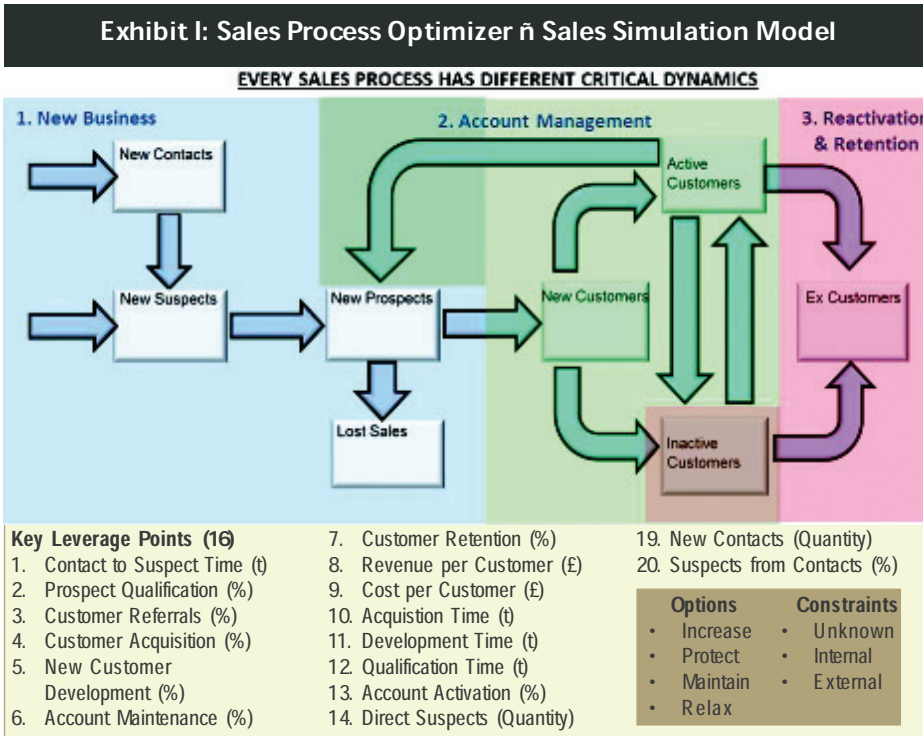 Exhibit I: Sales Process Optimizer ñ Sales Simulation Model
EVERY SALES PROCESS HAS DIFFERENT CRITICAL DYNAMICS
1. New Business
2. Account Management
3. Reactivation
& Retention
New Contacts
Active
Customers
New Suspects
New Prospects
New Customers
Ex Customers
Lost Sales
Inactive
Customers
Key Leverage Points (16)
1. Contact to Suspect Time (t)
2. Prospect Qualification (%)
3. Customer Referrals (%)
4. Customer Acquisition (%)
5. New Customer
Development (%)
6. Account Maintenance (%)
7. Customer Retention (%)
8. Revenue per Customer (£)
9. Cost per Customer (£)
10. Acquistion Time (t)
11. Development Time (t)
12. Qualification Time (t)
13. Account Activation (%)
14. Direct Suspects (Quantity)
19. New Contacts (Quantity)
20. Suspects from Contacts (%)
Options
• Increase
• Protect
• Maintain
• Relax
Constraints
• Unknown
• Internal
• External